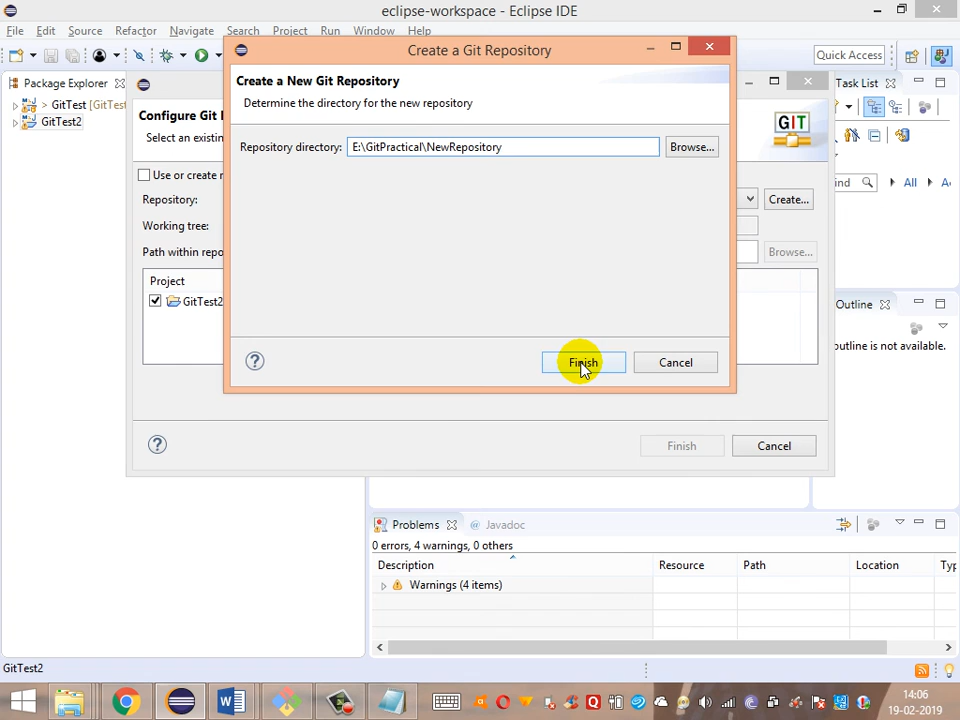 eclipse-workspace - Eclipse IDE
File Edit Source Refactor Navigate Search Project Run Window Help
Quick Access
Package Explorer
> GitTest [GitTest
GitTest2
Create a Git Repository
Create a New Git Repository
Determine the directory for the new repository
Repository directory: E:\GitPractical\NewRepository Browse...
Finish Cancel
Configure Git
Select an existin
GIT
Use or create
Repository: Create...
Working tree:
Path within repo Browse...
Project
GitTest2
Finish Cancel
Task List
ind All
Outline
outline is not available.
Problems Javadoc
0 errors, 4 warnings, 0 others
Description Resource Path Location Typ
Warnings (4 items)
GitTest2
14:06
19-02-2019